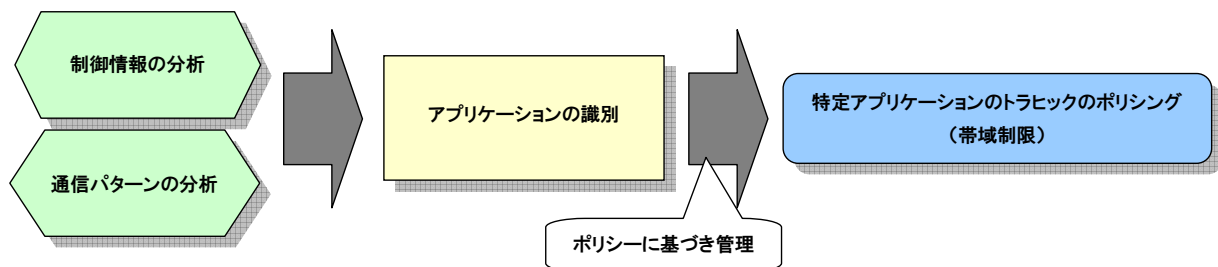 制御情報の分析
通信パターンの分析
アプリケーションの識別
ポリシーに基づき管理
特定アプリケーションのトラヒックのポリシング
（帯域制限）